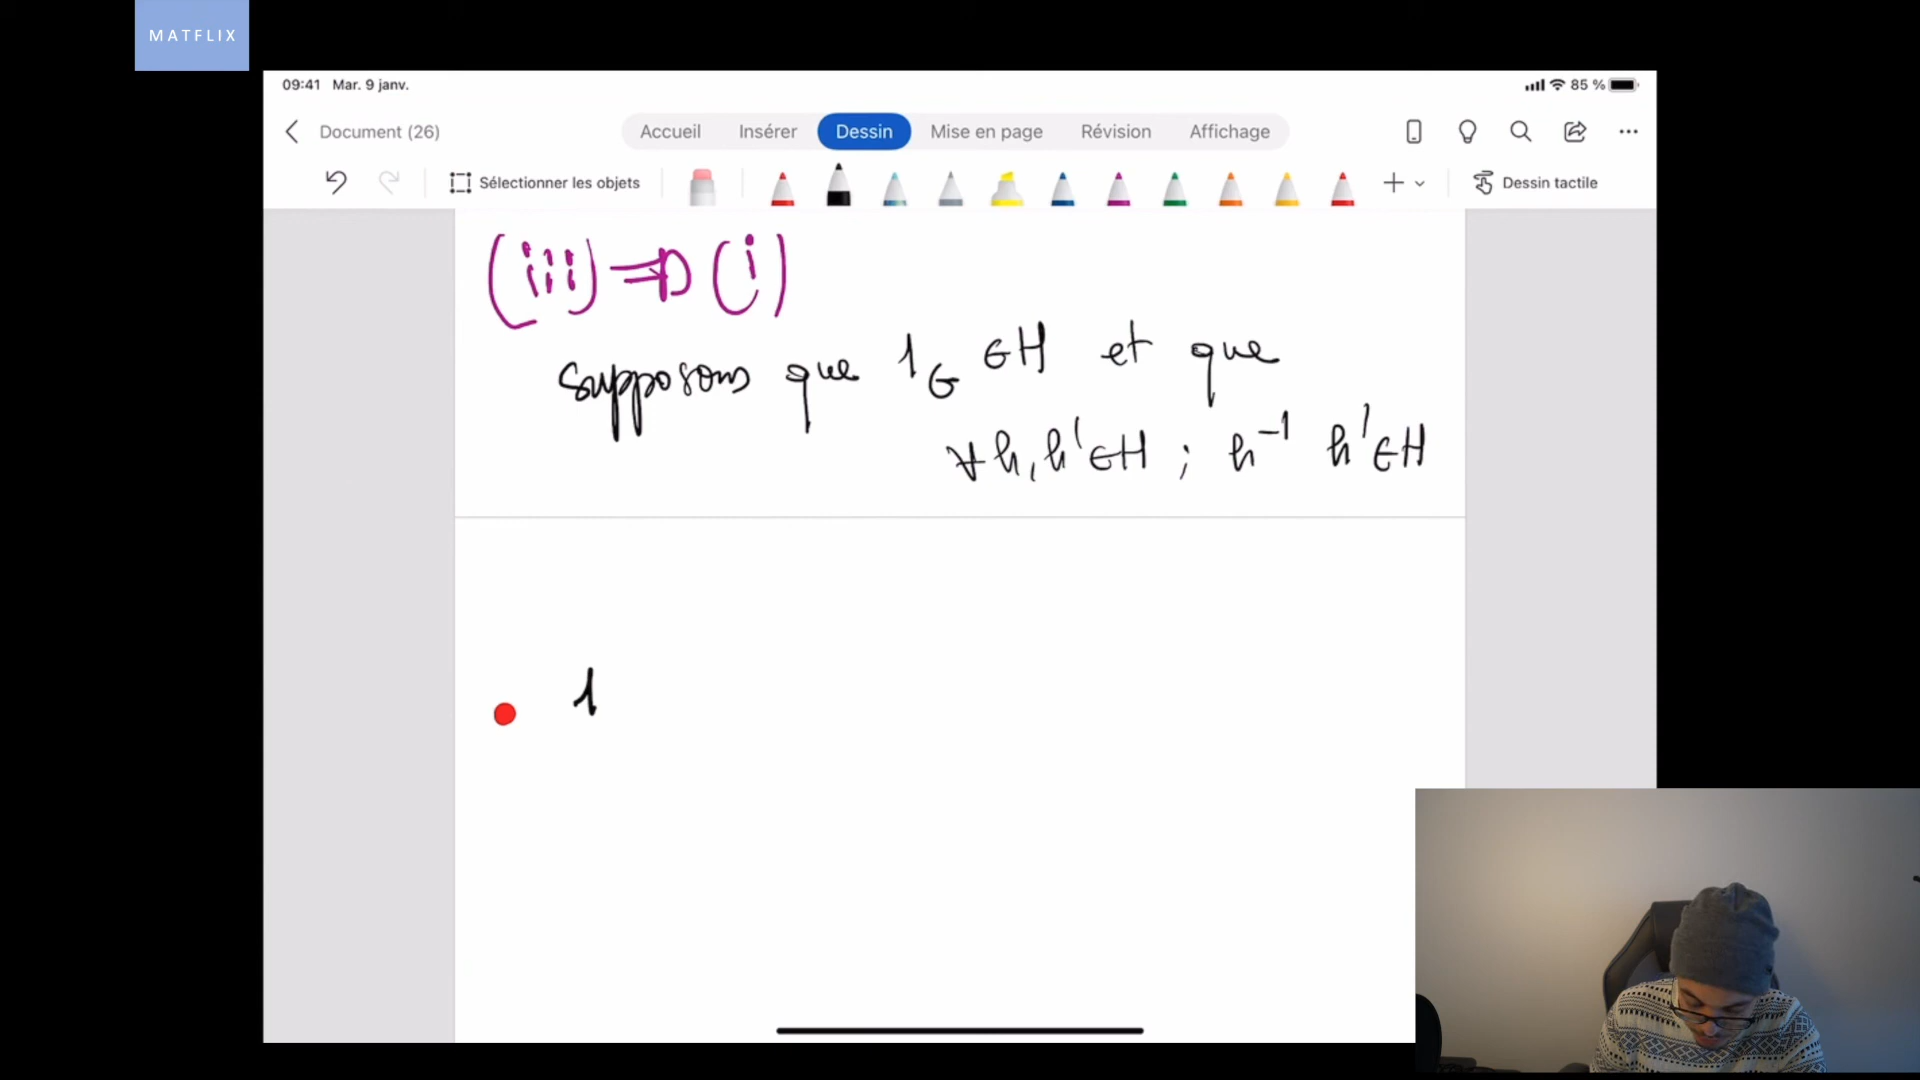 MATFLIX
09:41 Mar. 9 janv. 85 %
Document (26) Accueil Insérer Dessin Mise en page Révision Affichage
Sélectionner les objets Dessin tactile
(iii) ⇒ (i)
Supposons que 1_G ∈ H et que
∀ h, h' ∈ H ; h^{-1} h' ∈ H
• 1